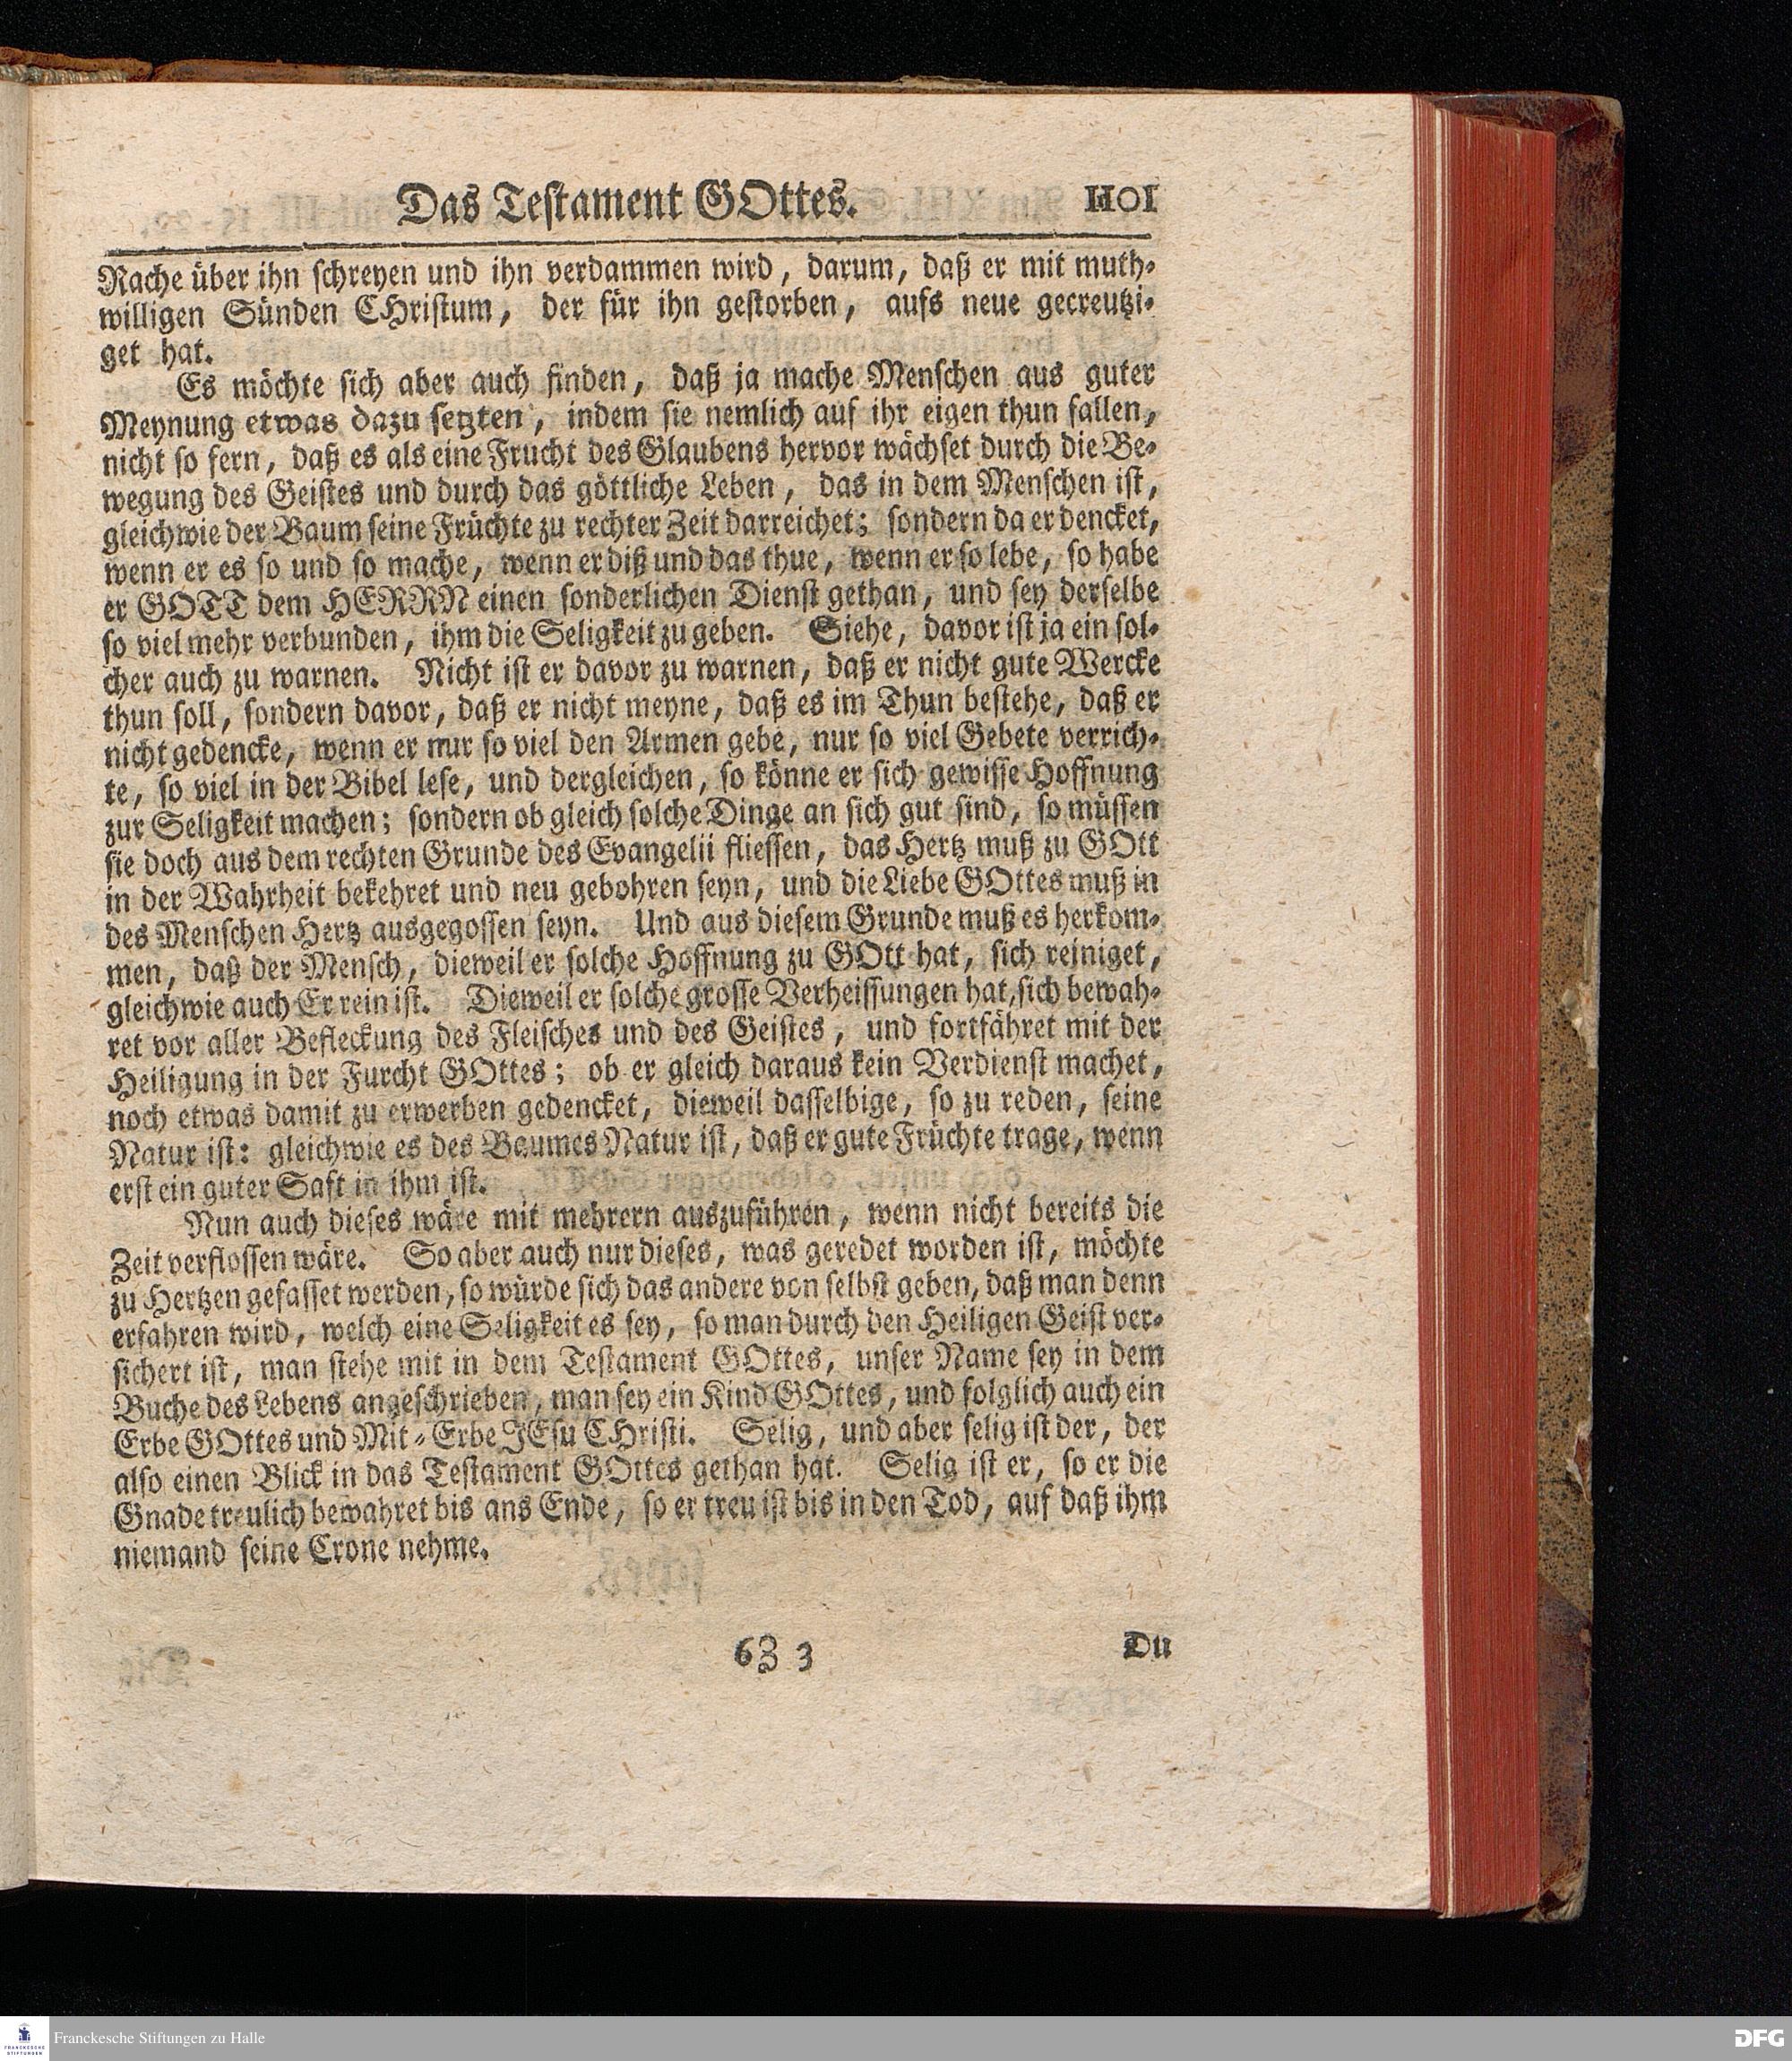 Das Testament GOttes. 1101
Rache über ihn schreyen und ihn verdammen wird, darum, daß er mit muth-
willigen Sünden CHristum, der für ihn gestorben, aufs neue gecreutzi-
get hat.
Es möchte sich aber auch finden, daß ja mache Menschen aus guter
Meynung etwas dazu setzten, indem sie nemlich auf ihr eigen thun fallen,
nicht so fern, daß es als eine Frucht des Glaubens hervor wächset durch die Be-
wegung des Geistes und durch das göttliche Leben, das in dem Menschen ist,
gleichwie der Baum seine Früchte zu rechter Zeit darreichet; sondern da er dencket,
wenn er es so und so mache, wenn er diß und das thue, wenn er so lebe, so habe
er GOTT dem HERRN einen sonderlichen Dienst gethan, und sey derselbe
so viel mehr verbunden, ihm die Seligkeit zu geben. Siehe, davor ist ja ein sol-
cher auch zu warnen. Nicht ist er davor zu warnen, daß er nicht gute Wercke
thun soll, sondern davor, daß er nicht meyne, daß es im Thun bestehe, daß er
nicht gedencke, wenn er nur so viel den Armen gebe, nur so viel Gebete verrich-
te, so viel in der Bibel lese, und dergleichen, so könne er sich gewisse Hoffnung
zur Seligkeit machen; sondern ob gleich solche Dinge an sich gut sind, so müssen
sie doch aus dem rechten Grunde des Evangelii fliessen, das Hertz muß zu GOtt
in der Wahrheit bekehret und neu gebohren seyn, und die Liebe GOttes muß in
des Menschen Hertz ausgegossen seyn. Und aus diesem Grunde muß es herkom-
men, daß der Mensch, dieweil er solche Hoffnung zu GOtt hat, sich reiniget,
gleichwie auch Er rein ist. Dieweil er solche grosse Verheissungen hat, sich bewah-
ret vor aller Befleckung des Fleisches und des Geistes, und fortfähret mit der
Heiligung in der Furcht GOttes; ob er gleich daraus kein Verdienst machet,
noch etwas damit zu erwerben gedencket, dieweil dasselbige, so zu reden, seine
Natur ist: gleichwie es des Baumes Natur ist, daß er gute Früchte trage, wenn
erst ein guter Saft in ihm ist.
Nun auch dieses wäre mit mehrern auszuführen, wenn nicht bereits die
Zeit verflossen wäre. So aber auch nur dieses, was geredet worden ist, möchte
zu Hertzen gefasset werden, so würde sich das andere von selbst geben, daß man denn
erfahren wird, welch eine Seligkeit es sey, so man durch den Heiligen Geist ver-
sichert ist, man stehe mit in dem Testament GOttes, unser Name sey in dem
Buche des Lebens angeschrieben, man sey ein Kind GOttes, und folglich auch ein
Erbe GOttes und Mit-Erbe JEsu CHristi. Selig, und aber selig ist der, der
also einen Blick in das Testament GOttes gethan hat. Selig ist er, so er die
Gnade treulich bewahret bis ans Ende, so er treu ist bis in den Tod, auf daß ihm
niemand seine Crone nehme.
6Z 3 Du
FRANCKESCHE STIFTUNGEN
Franckesche Stiftungen zu Halle
DFG